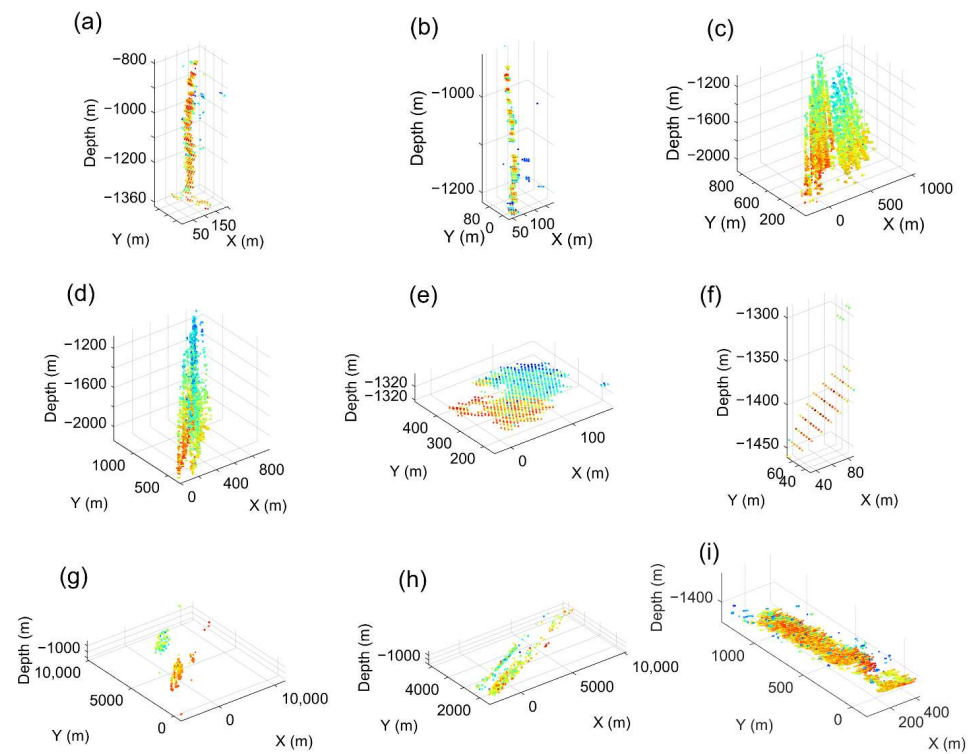 (a)
−800
−1000
−1200
−1360
Depth (m)
Y (m)
50
150
X (m)
(b)
−1000
−1200
Depth (m)
80
0
Y (m)
50
100
X (m)
(c)
−1200
−1600
−2000
Depth (m)
800
600
200
Y (m)
0
500
1000
X (m)
(d)
−1200
−1600
−2000
Depth (m)
1000
500
Y (m)
0
400
800
X (m)
(e)
−1320
−1320
Depth (m)
400
300
200
Y (m)
0
100
X (m)
(f)
−1300
−1350
−1400
−1450
Depth (m)
60
40
Y (m)
40
80
X (m)
(g)
−1000
Depth (m)
10,000
5000
0
Y (m)
0
10,000
X (m)
(h)
−1000
Depth (m)
4000
2000
Y (m)
0
5000
10,000
X (m)
(i)
−1400
Depth (m)
1000
500
0
Y (m)
200
400
X (m)